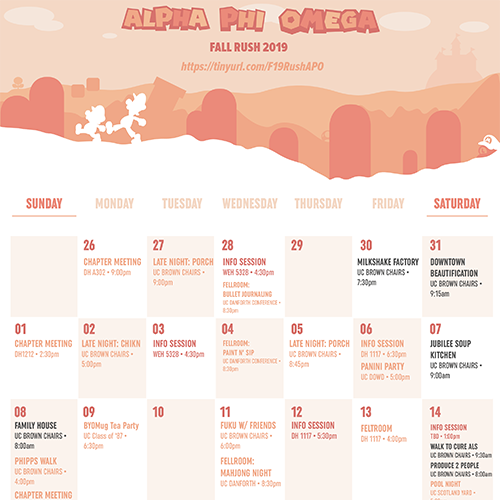 ALPHA PHI OMEGA
FALL RUSH 2019
https://tinyurl.com/F19RushAPO
SUNDAY MONDAY TUESDAY WEDNESDAY THURSDAY FRIDAY SATURDAY
26
CHAPTER MEETING
DH A302 • 9:00pm
27
LATE NIGHT: PORCH
UC BROWN CHAIRS •
9:00pm
28
INFO SESSION
WEH 5328 • 4:30pm
FELLROOM:
BULLET JOURNALING
UC DANFORTH CONFERENCE •
8:30pm
29
30
MILKSHAKE FACTORY
UC BROWN CHAIRS •
7:30pm
31
DOWNTOWN
BEAUTIFICATION
UC BROWN CHAIRS •
9:15am
01
CHAPTER MEETING
DH1212 • 2:30pm
02
LATE NIGHT: CHIKN
UC BROWN CHAIRS •
5:00pm
03
INFO SESSION
WEH 5328 • 4:30pm
04
FELLROOM:
PAINT N' SIP
UC DANFORTH CONFERENCE •
8:30pm
05
LATE NIGHT: PORCH
UC BROWN CHAIRS •
8:45pm
06
INFO SESSION
DH 1117 • 6:30pm
PANINI PARTY
UC DOWD • 5:00pm
07
JUBILEE SOUP
KITCHEN
UC BROWN CHAIRS •
9:00am
08
FAMILY HOUSE
UC BROWN CHAIRS •
8:00am
PHIPPS WALK
UC BROWN CHAIRS •
4:00pm
CHAPTER MEETING
09
BYOMug Tea Party
UC Class of '87 •
6:30pm
10
11
FUKU W/ FRIENDS
UC BROWN CHAIRS •
6:00pm
FELLROOM:
MAHJONG NIGHT
UC DANFORTH •
8:30pm
12
INFO SESSION
DH 1117 • 5:30pm
13
FELTROOM
DH 1117 • 4:00pm
14
INFO SESSION
TBD • 1:00pm
WALK TO CURE ALS
UC BROWN CHAIRS • 9:30am
PRODUCE 2 PEOPLE
UC BROWN CHAIRS • 8:00am
POOL NIGHT
UC SCOTLAND YARD •